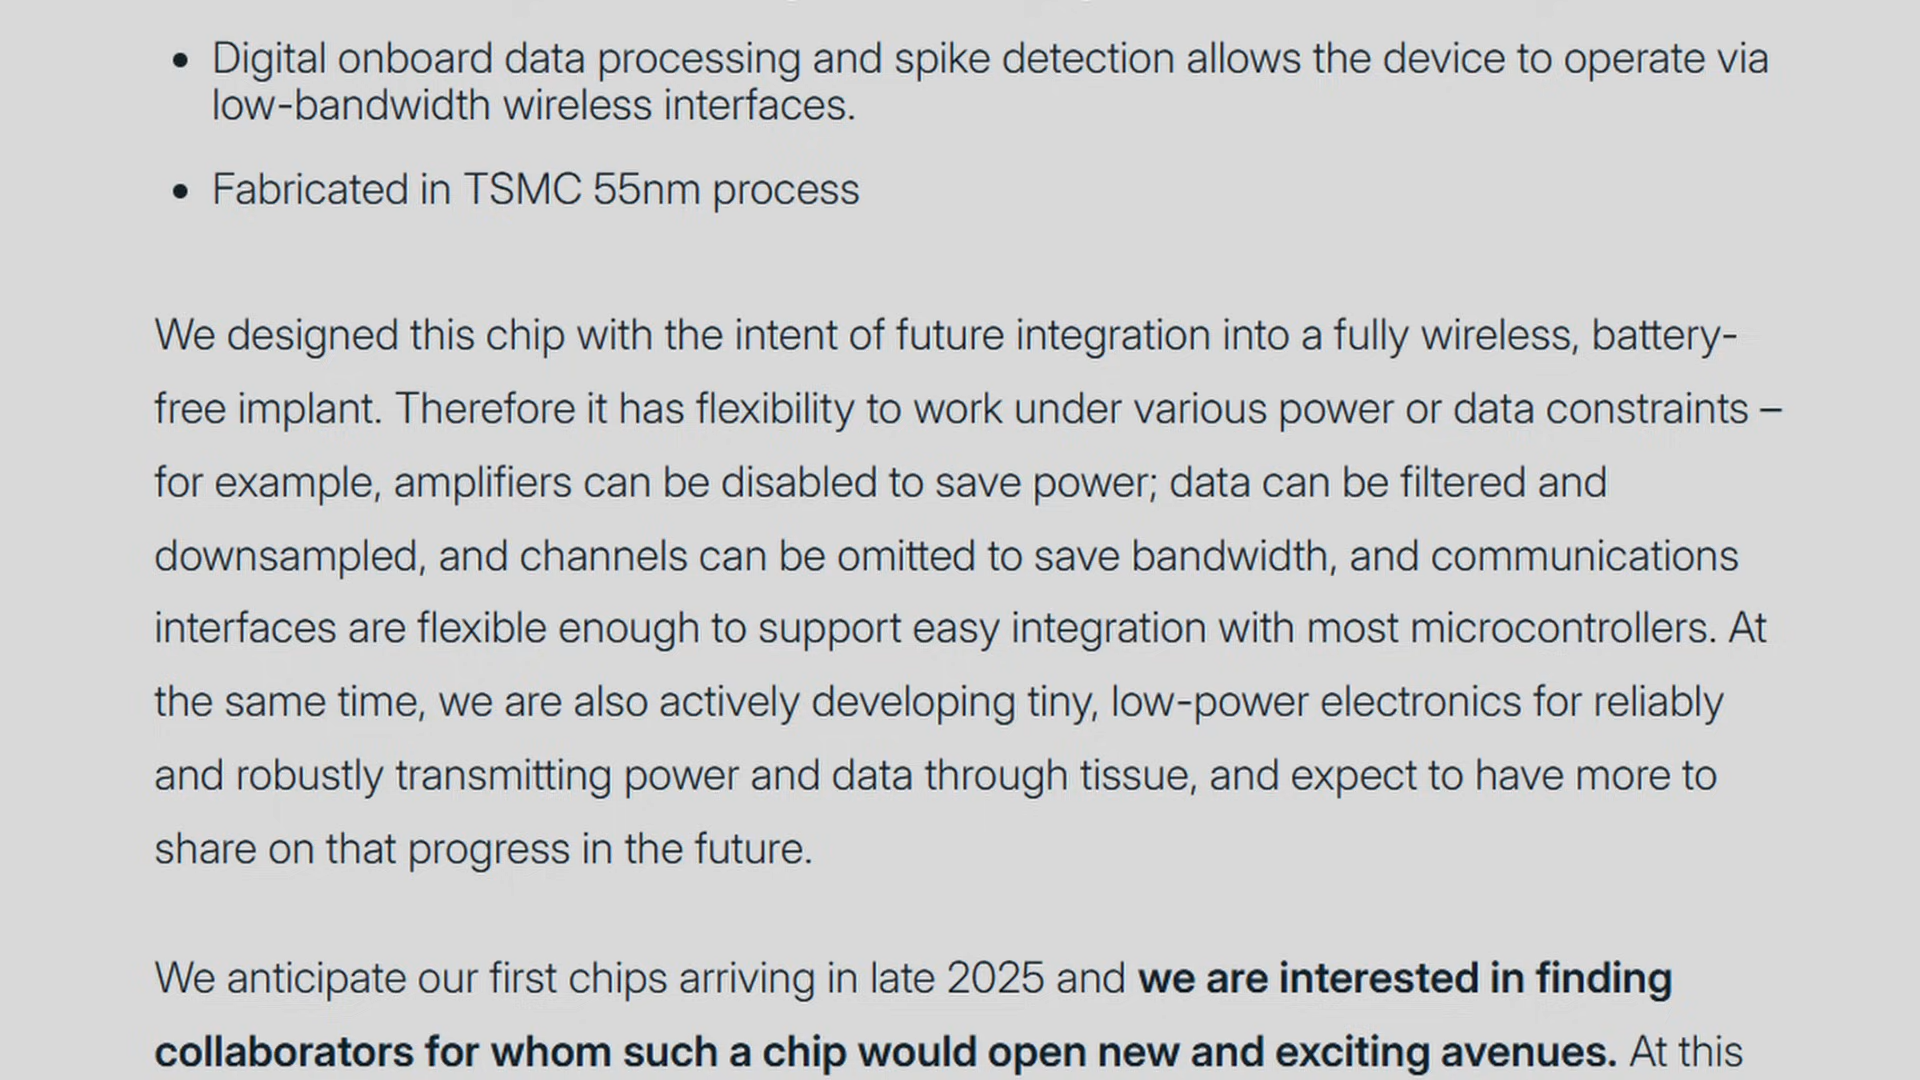 • Digital onboard data processing and spike detection allows the device to operate via
low-bandwidth wireless interfaces.
• Fabricated in TSMC 55nm process
We designed this chip with the intent of future integration into a fully wireless, battery-
free implant. Therefore it has flexibility to work under various power or data constraints –
for example, amplifiers can be disabled to save power; data can be filtered and
downsampled, and channels can be omitted to save bandwidth, and communications
interfaces are flexible enough to support easy integration with most microcontrollers. At
the same time, we are also actively developing tiny, low-power electronics for reliably
and robustly transmitting power and data through tissue, and expect to have more to
share on that progress in the future.
We anticipate our first chips arriving in late 2025 and we are interested in finding
collaborators for whom such a chip would open new and exciting avenues. At this